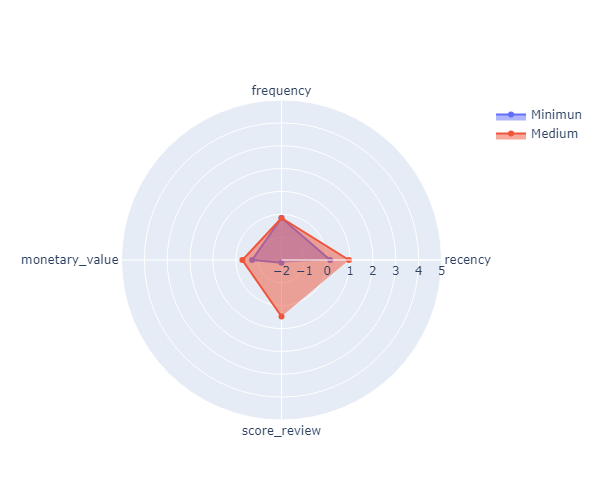 frequency
Minimun
Medium
monetary_value
recency
−2 −1 0 1 2 3 4 5
score_review